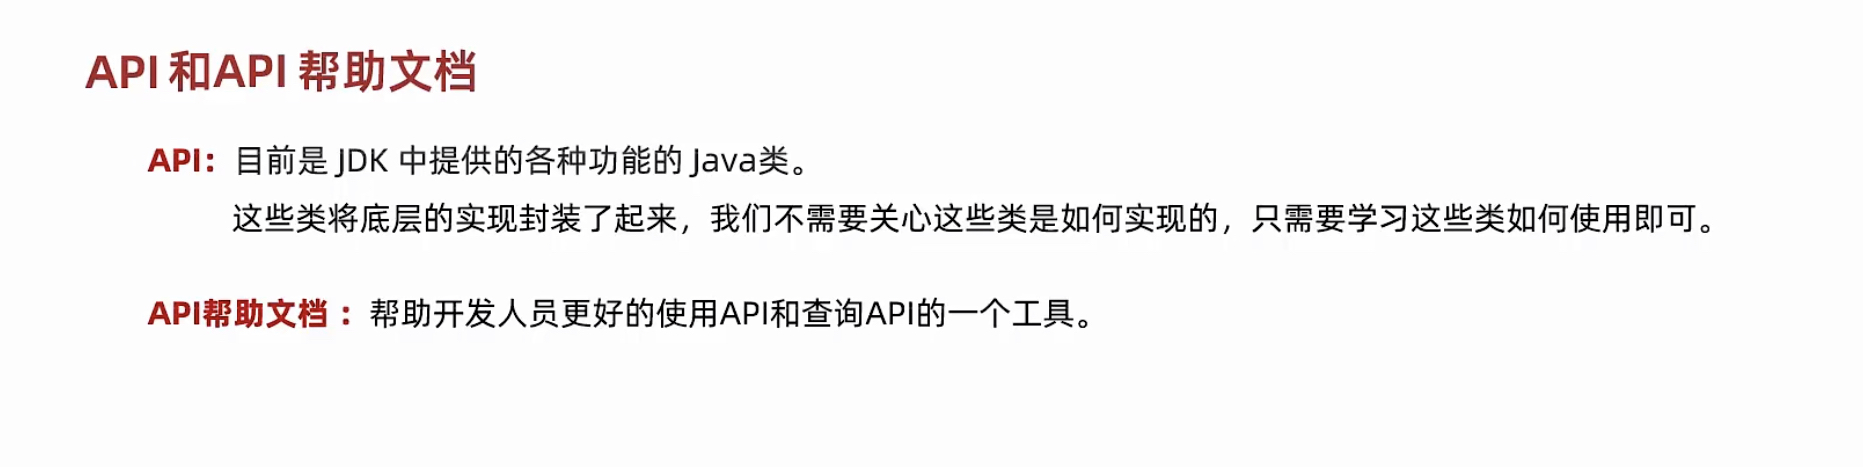 API 和API 帮助文档
API：目前是 JDK 中提供的各种功能的 Java类。
这些类将底层的实现封装了起来，我们不需要关心这些类是如何实现的，只需要学习这些类如何使用即可。
API帮助文档 ：帮助开发人员更好的使用API和查询API的一个工具。